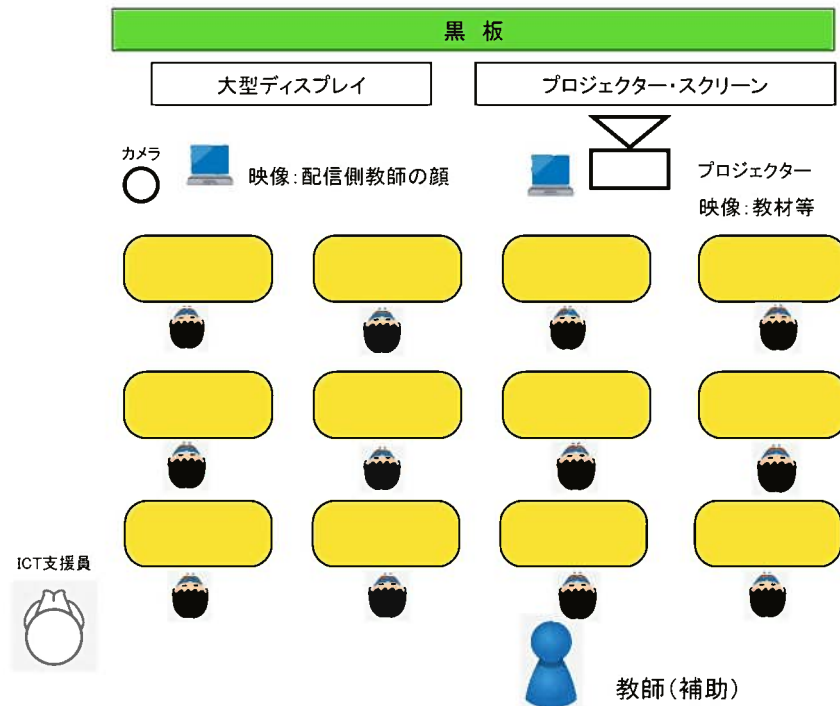 黒 板
大型ディスプレイ
プロジェクター・スクリーン
カメラ
映像:配信側教師の顔
プロジェクター
映像:教材等
ICT支援員
教師(補助)